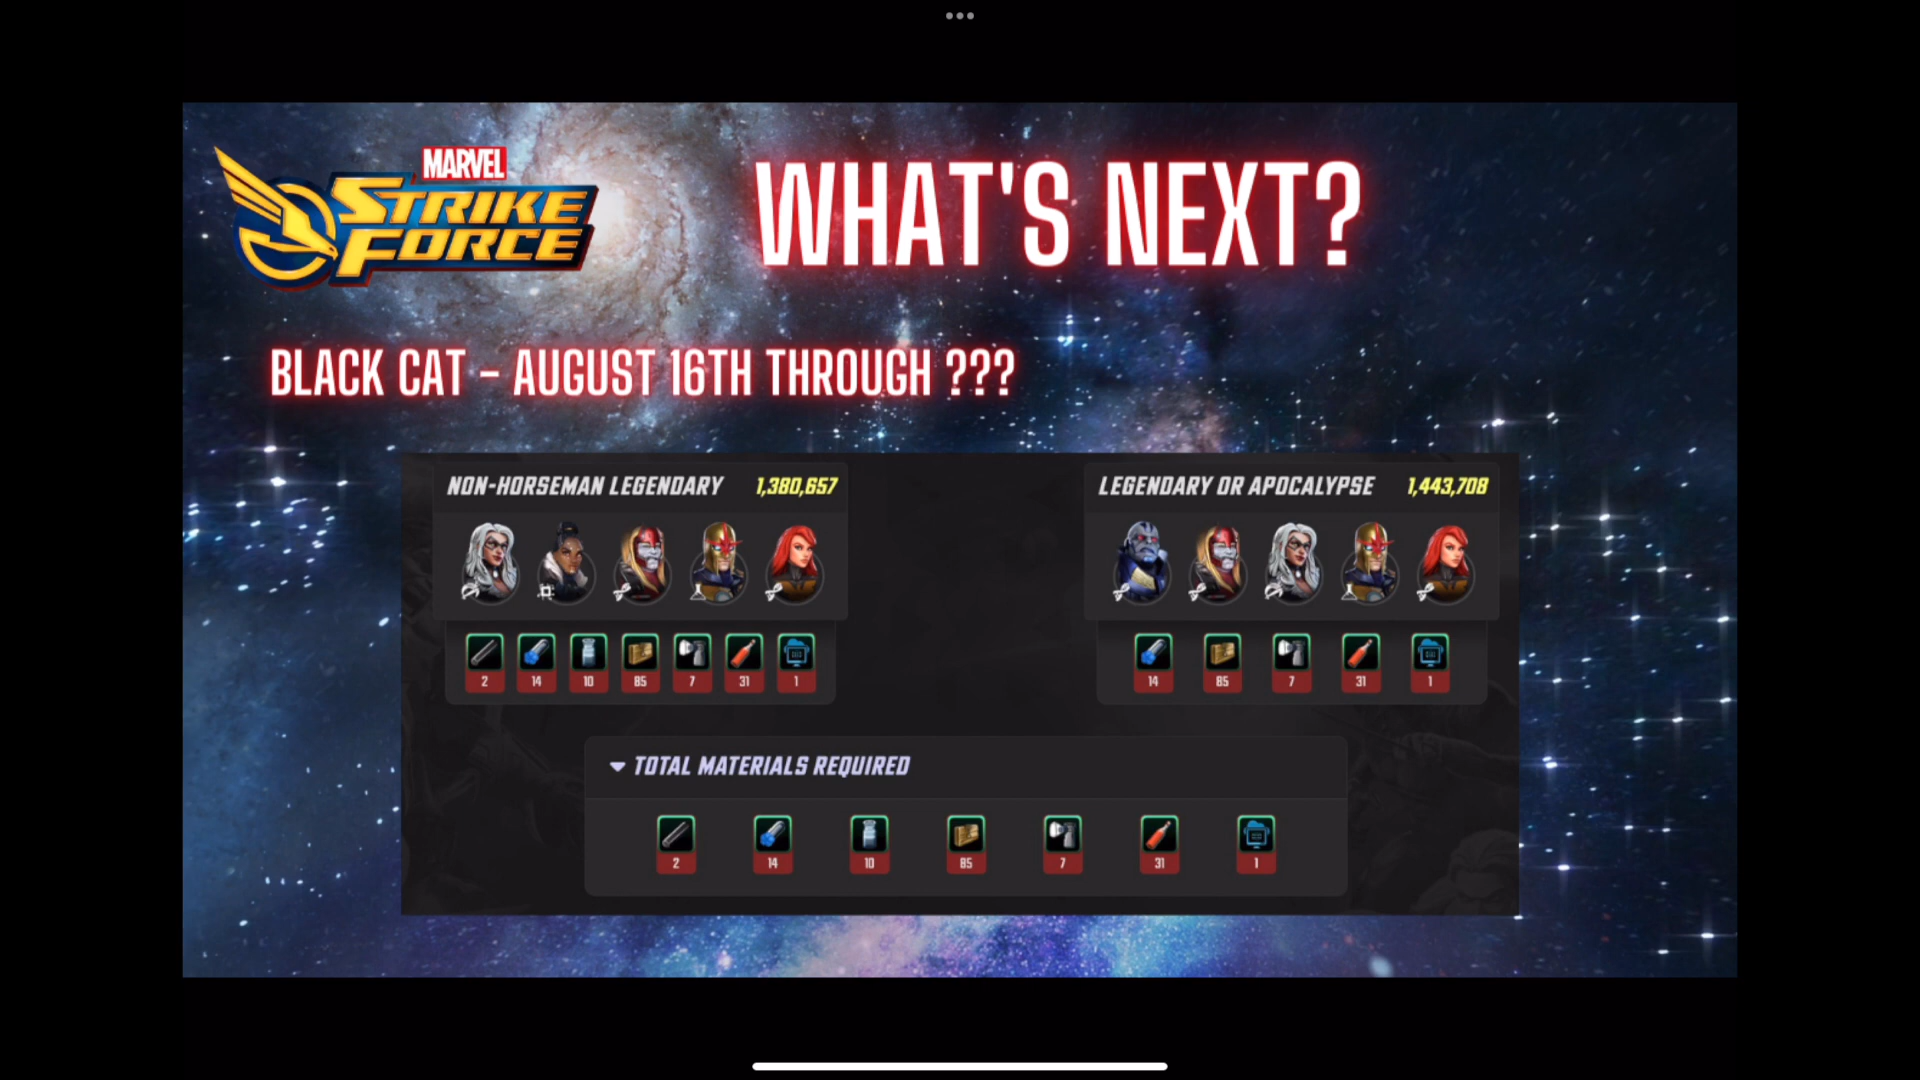 MARVEL
STRIKE
FORCE
WHAT'S NEXT?
BLACK CAT - AUGUST 16TH THROUGH ???
NON-HORSEMAN LEGENDARY 1,380,657
2 14 10 85 7 31 1
LEGENDARY OR APOCALYPSE 1,443,708
14 85 7 31 1
TOTAL MATERIALS REQUIRED
2 14 10 85 7 31 1